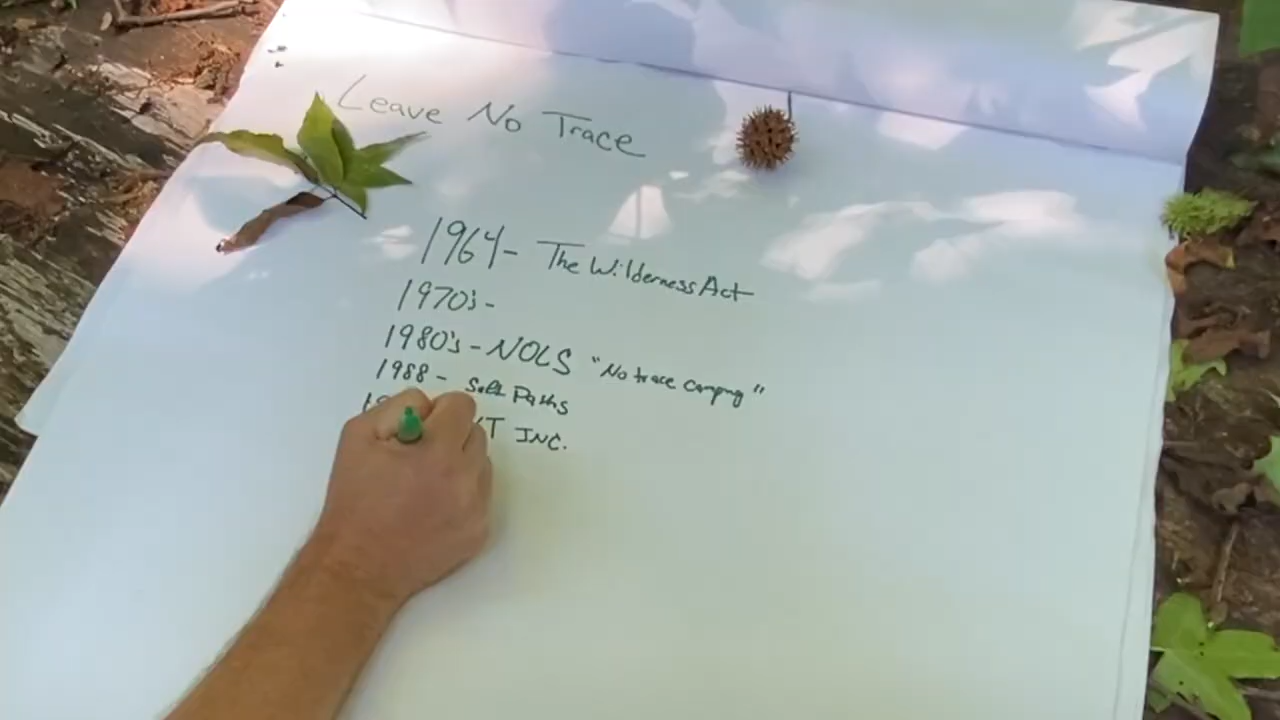 Leave No Trace
1964- The Wilderness Act
1970's-
1980's-NOLS "No trace camping"
1988- Soft Paths
INC.